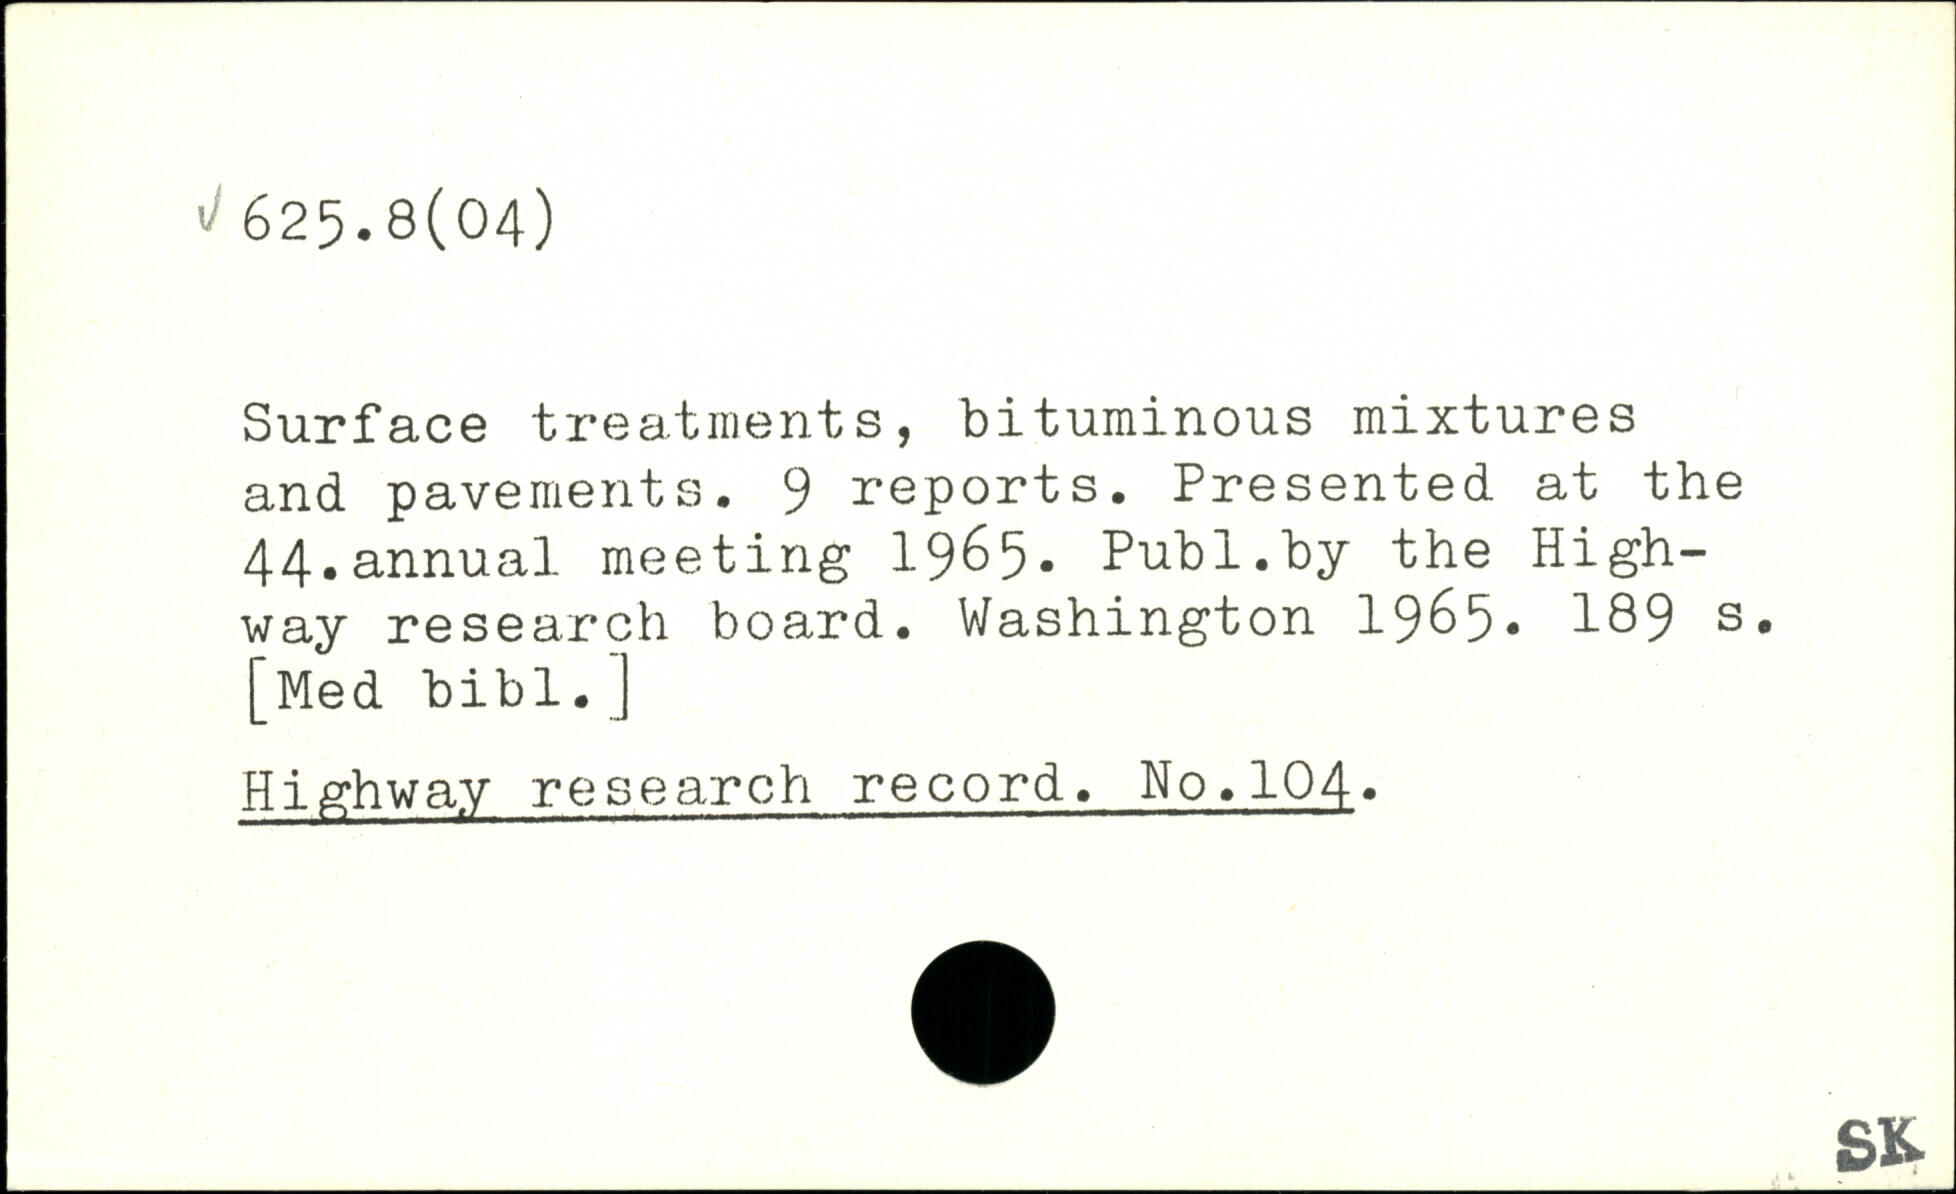 625.8(04)
Surface treatments, bituminous mixtures
and pavements. 9 reports. Presented at the
44.annual meeting 1965. Publ.by the High-
way research board. Washington 1965. 189 s.
[Med bibl.]
Highway research record. No.104.
SK